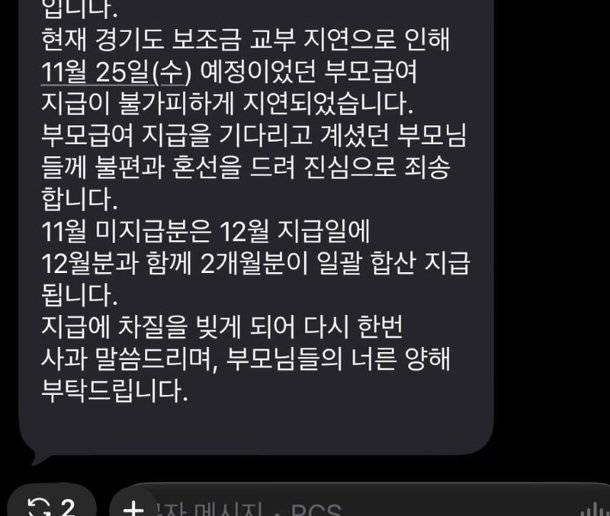 입니다.
현재 경기도 보조금 교부 지연으로 인해
11월 25일(수) 예정이었던 부모급여
지급이 불가피하게 지연되었습니다.
부모급여 지급을 기다리고 계셨던 부모님
들께 불편과 혼선을 드려 진심으로 죄송
합니다.
11월 미지급분은 12월 지급일에
12월분과 함께 2개월분이 일괄 합산 지급
됩니다.
지급에 차질을 빚게 되어 다시 한번
사과 말씀드리며, 부모님들의 너른 양해
부탁드립니다.
2
+
메시지 • RCS